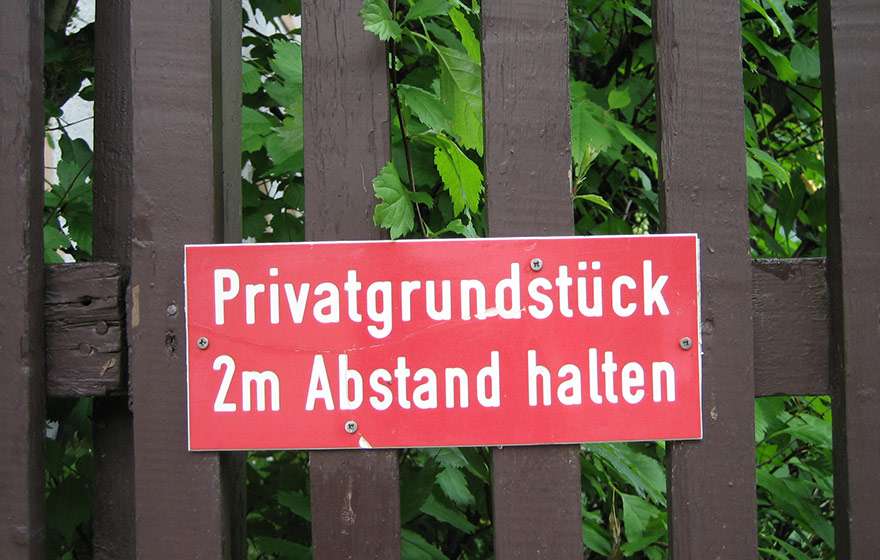 Privatgrundstück
2m Abstand halten